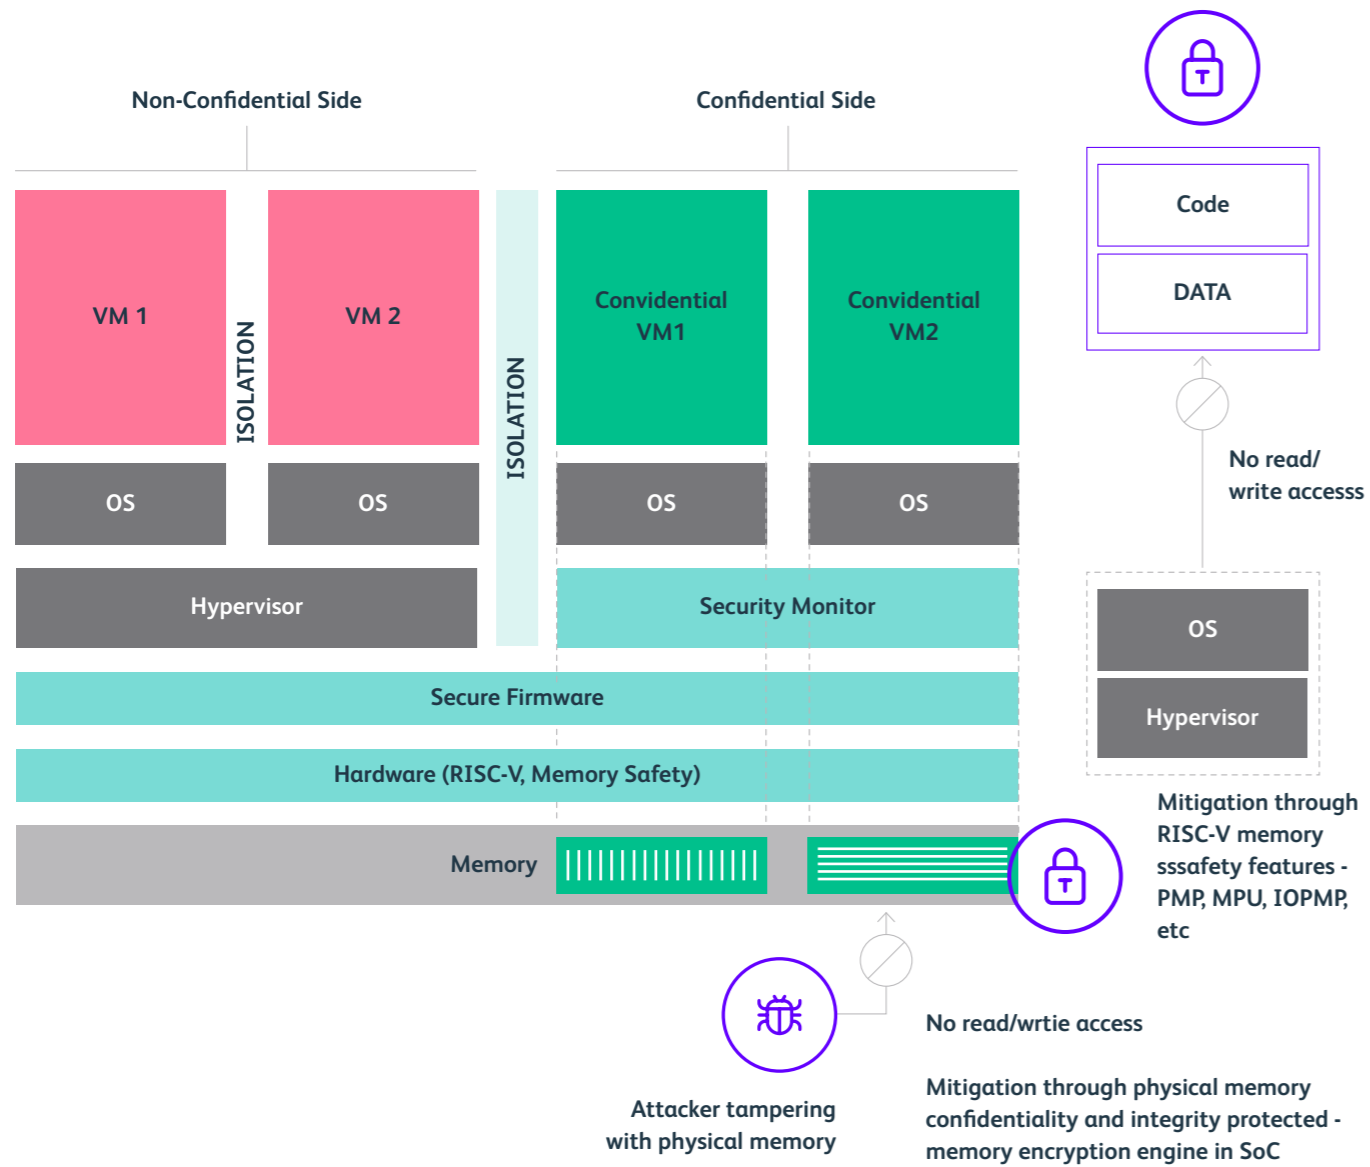 Non-Confidential Side
Confidential Side
VM 1
ISOLATION
VM 2
ISOLATION
Convidential
VM1
Convidential
VM2
OS
OS
OS
OS
Hypervisor
Security Monitor
Secure Firmware
Hardware (RISC-V, Memory Safety)
Memory
T
Code
DATA
No read/
write accesss
OS
Hypervisor
Mitigation through
RISC-V memory
sssafety features -
PMP, MPU, IOPMP,
etc
T
Attacker tampering
with physical memory
No read/wrtie access
Mitigation through physical memory
confidentiality and integrity protected -
memory encryption engine in SoC